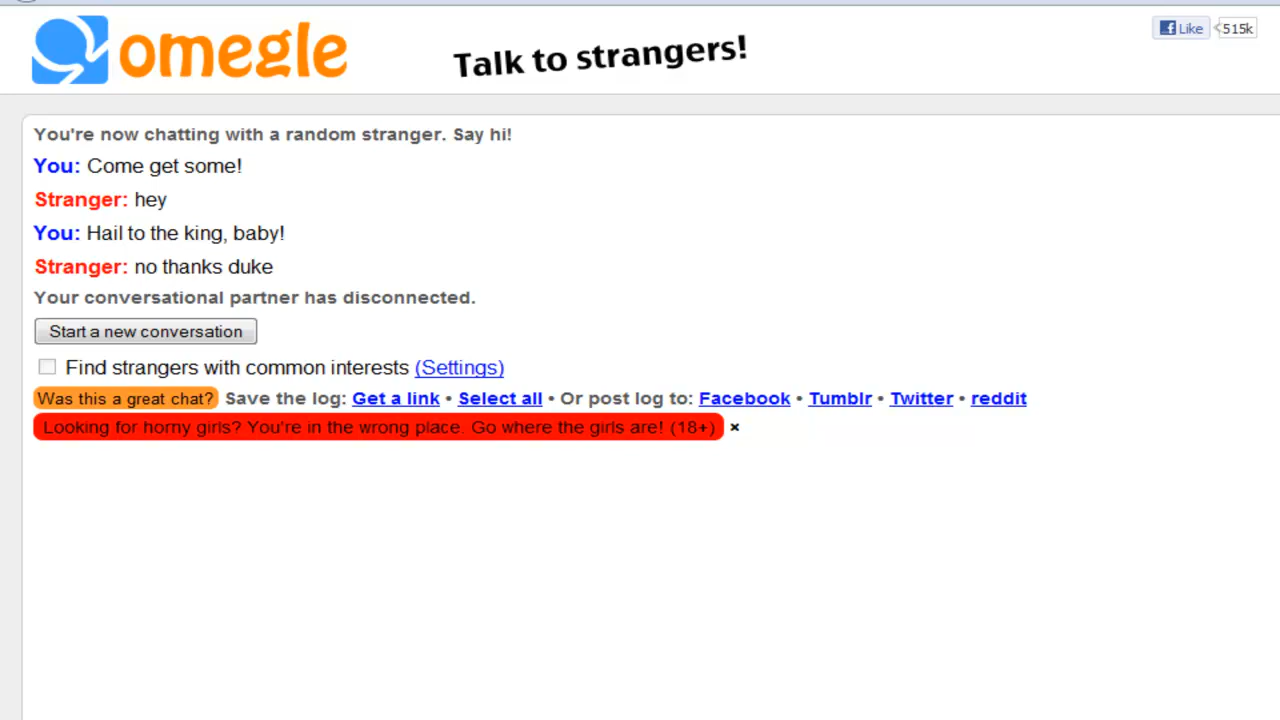 omegle
Talk to strangers!
Like 515k
You're now chatting with a random stranger. Say hi!
You: Come get some!
Stranger: hey
You: Hail to the king, baby!
Stranger: no thanks duke
Your conversational partner has disconnected.
Start a new conversation
Find strangers with common interests (Settings)
Was this a great chat? Save the log: Get a link • Select all • Or post log to: Facebook • Tumblr • Twitter • reddit
Looking for horny girls? You're in the wrong place. Go where the girls are! (18+) ×